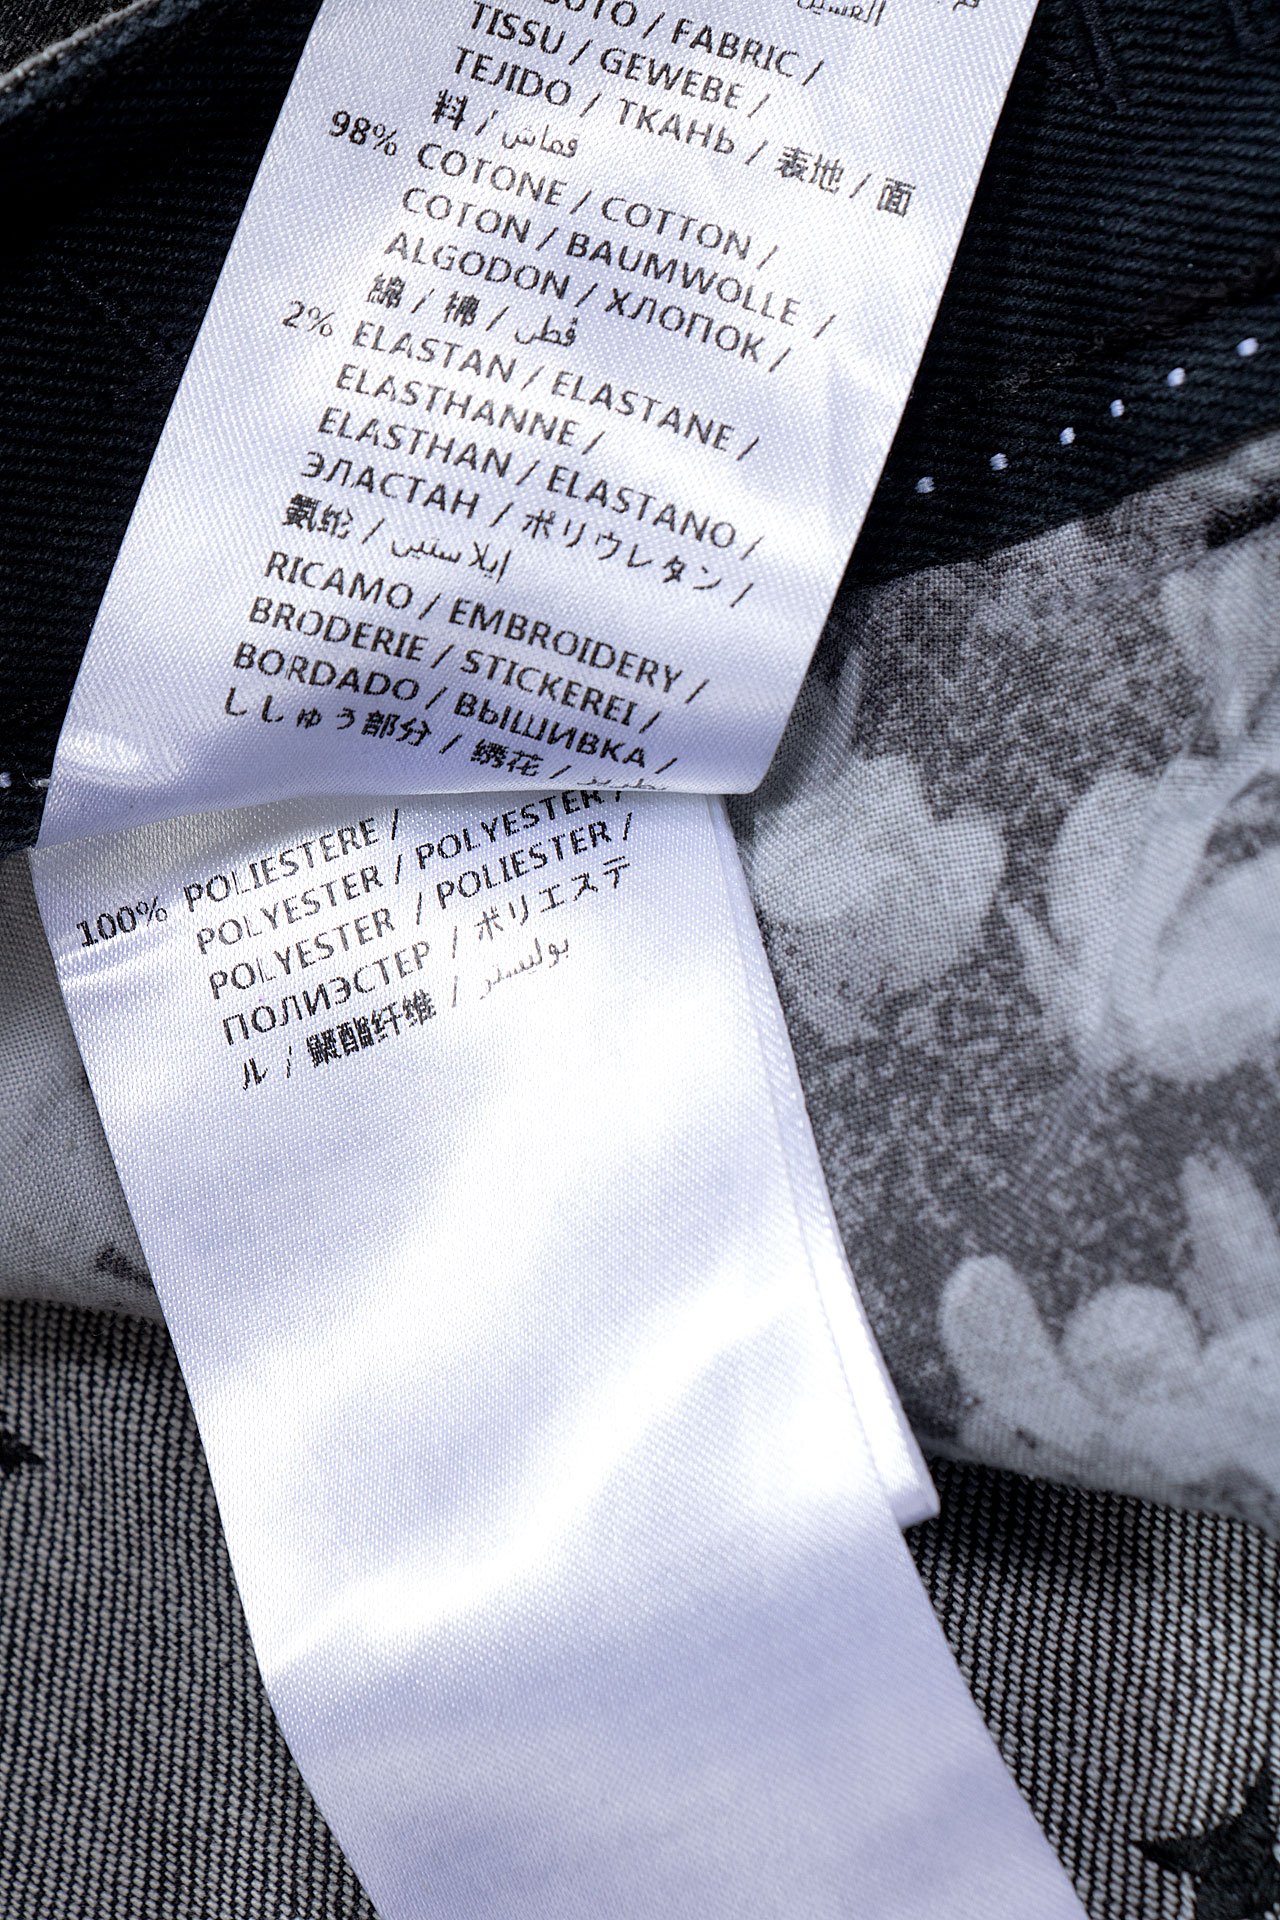 العسيل
TISSU / FABRIC /
TEJIDO / GEWEBE /
料 / ТКАНЬ / 表地 / 面
قماش
98% COTONE / COTTON /
COTON / BAUMWOLLE /
ALGODON / ХЛОПОК /
綿 / 棉 / قطن
2% ELASTAN / ELASTANE /
ELASTHANNE /
ELASTHAN / ELASTANO /
ЭЛАСТАН / ポリウレタン /
氨纶 / إيلاستيين
RICAMO / EMBROIDERY /
BRODERIE / STICKEREI /
BORDADO / ВЫШИВКА /
ししゅう部分 / 绣花 /
100% POLIESTERE /
POLYESTER / POLYESTER /
POLYESTER / POLIESTER /
ПОЛИЭСТЕР / ポリエステ
ル / 聚酯纤维 / بوليستر